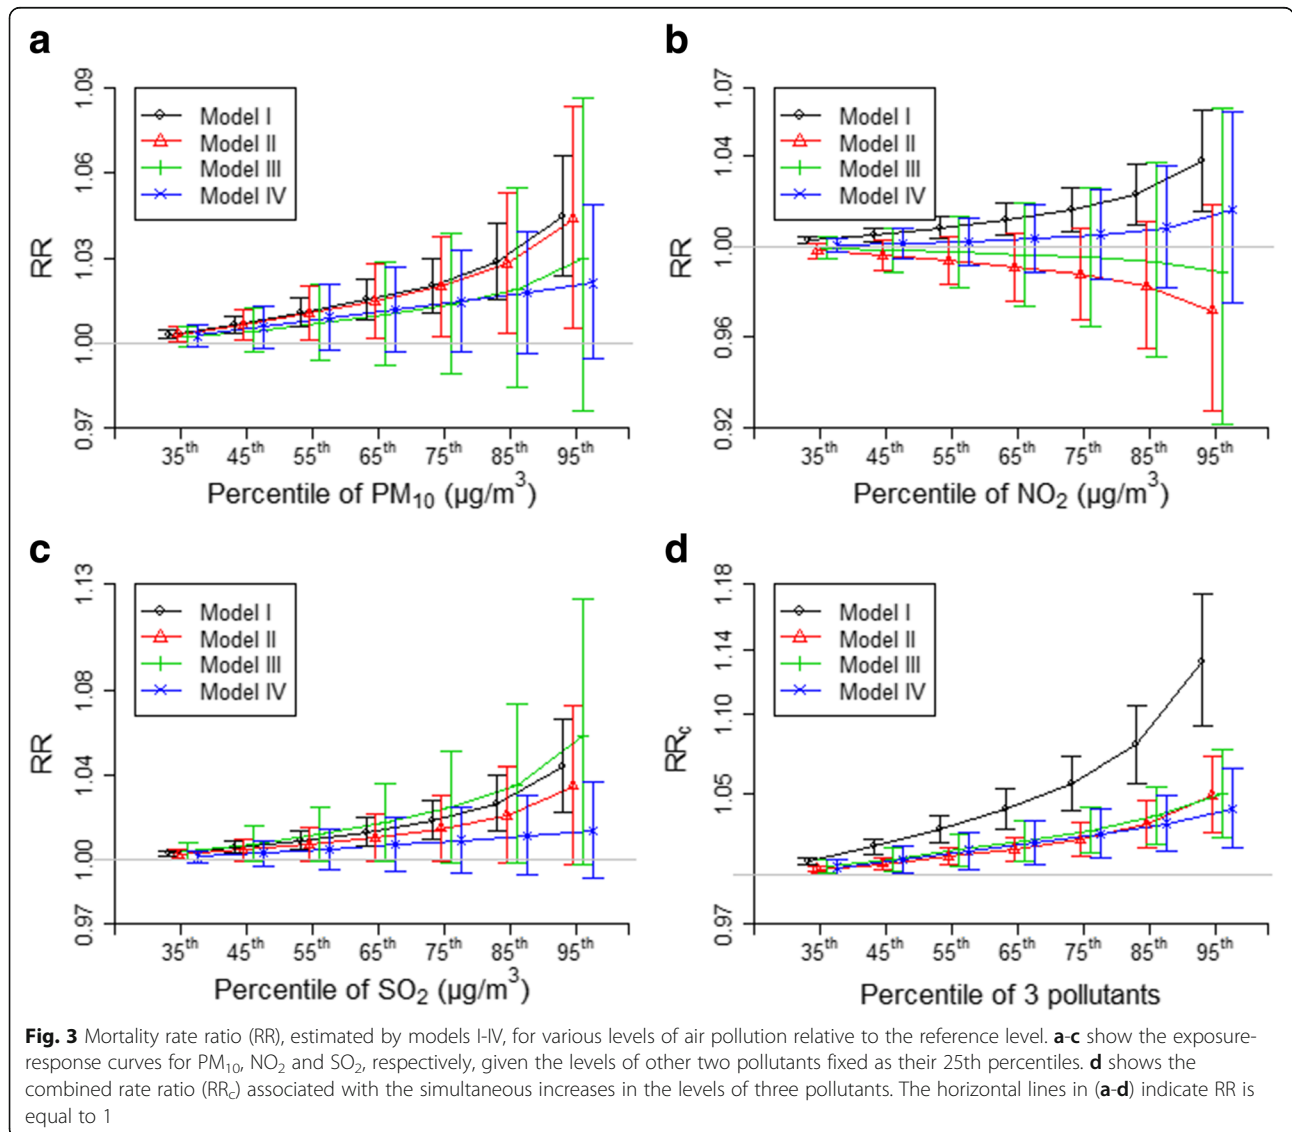 a
1.09
1.06
1.03
1.00
0.97
RR
Model I
Model II
Model III
Model IV
35th 45th 55th 65th 75th 85th 95th
Percentile of PM10 (µg/m3)
b
1.07
1.04
1.00
0.96
0.92
RR
Model I
Model II
Model III
Model IV
35th 45th 55th 65th 75th 85th 95th
Percentile of NO2 (µg/m3)
c
1.13
1.08
1.04
1.00
0.97
RR
Model I
Model II
Model III
Model IV
35th 45th 55th 65th 75th 85th 95th
Percentile of SO2 (µg/m3)
d
1.18
1.14
1.10
1.05
0.97
RRc
Model I
Model II
Model III
Model IV
35th 45th 55th 65th 75th 85th 95th
Percentile of 3 pollutants
Fig. 3 Mortality rate ratio (RR), estimated by models I-IV, for various levels of air pollution relative to the reference level. a-c show the exposure-
response curves for PM10, NO2 and SO2, respectively, given the levels of other two pollutants fixed as their 25th percentiles. d shows the
combined rate ratio (RRC) associated with the simultaneous increases in the levels of three pollutants. The horizontal lines in (a-d) indicate RR is
equal to 1